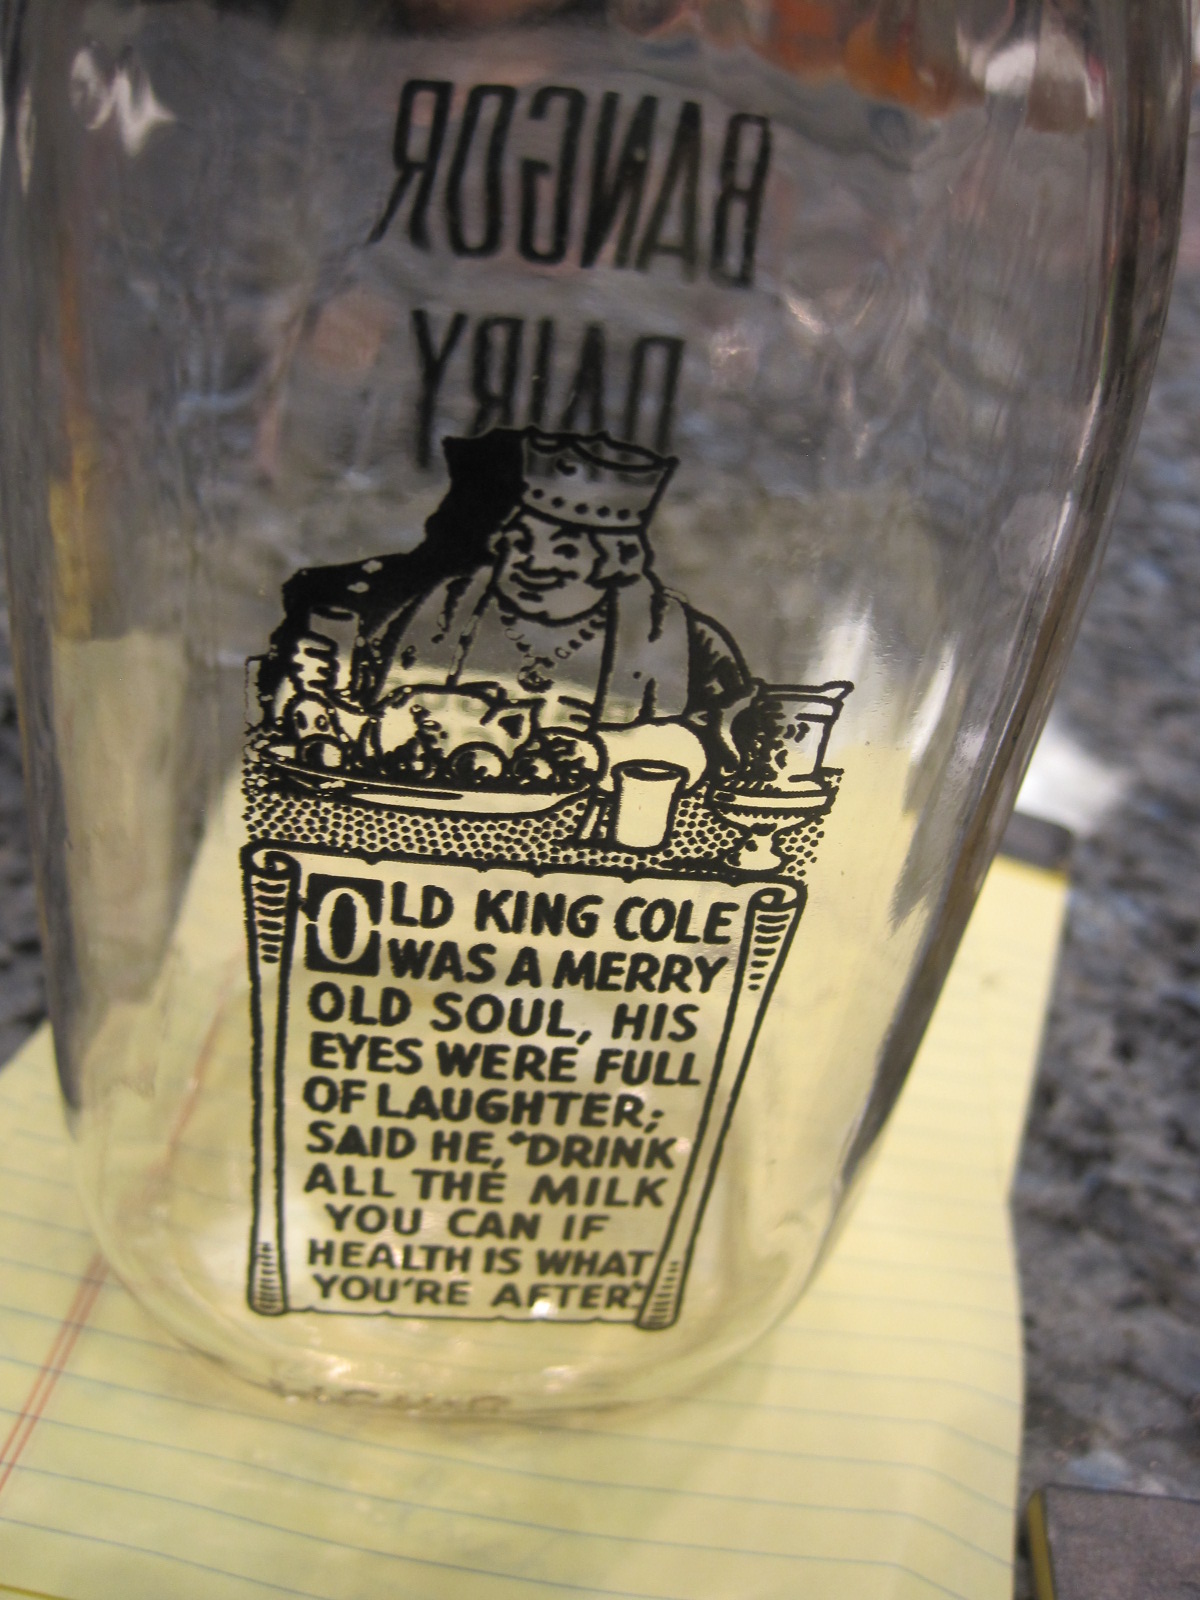 BANGOR
DAIRY
OLD KING COLE
WAS A MERRY
OLD SOUL, HIS
EYES WERE FULL
OF LAUGHTER;
SAID HE, "DRINK
ALL THE MILK
YOU CAN IF
HEALTH IS WHAT
YOU'RE AFTER."